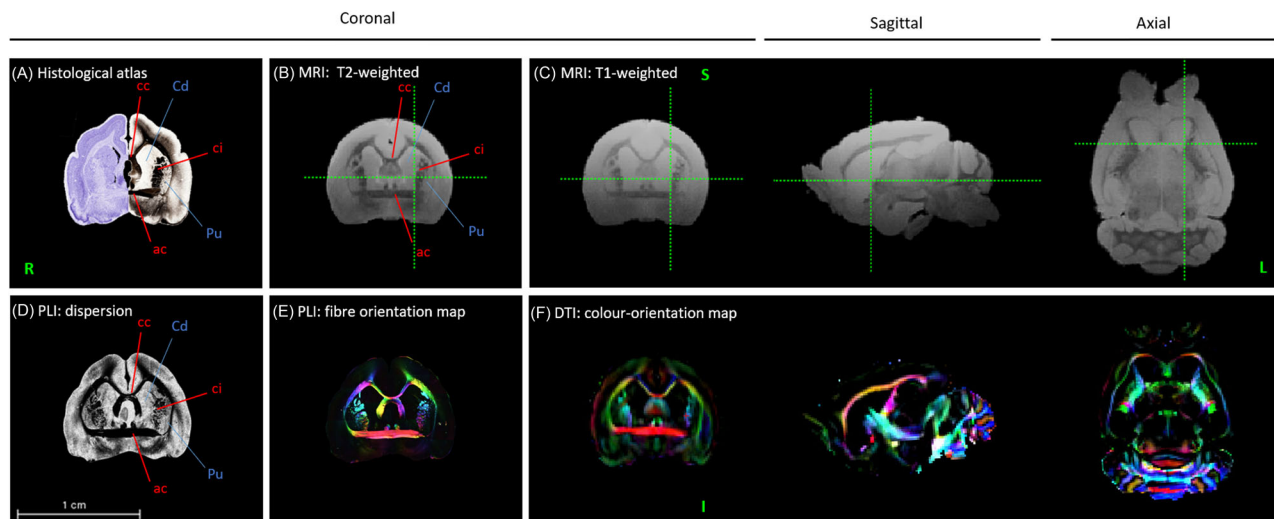 Coronal
Sagittal
Axial
(A) Histological atlas
cc
Cd
ci
Pu
ac
R
(B) MRI: T2-weighted
cc
Cd
ci
Pu
ac
(C) MRI: T1-weighted
S
L
(D) PLI: dispersion
cc
Cd
ci
Pu
ac
1 cm
(E) PLI: fibre orientation map
(F) DTI: colour-orientation map
I